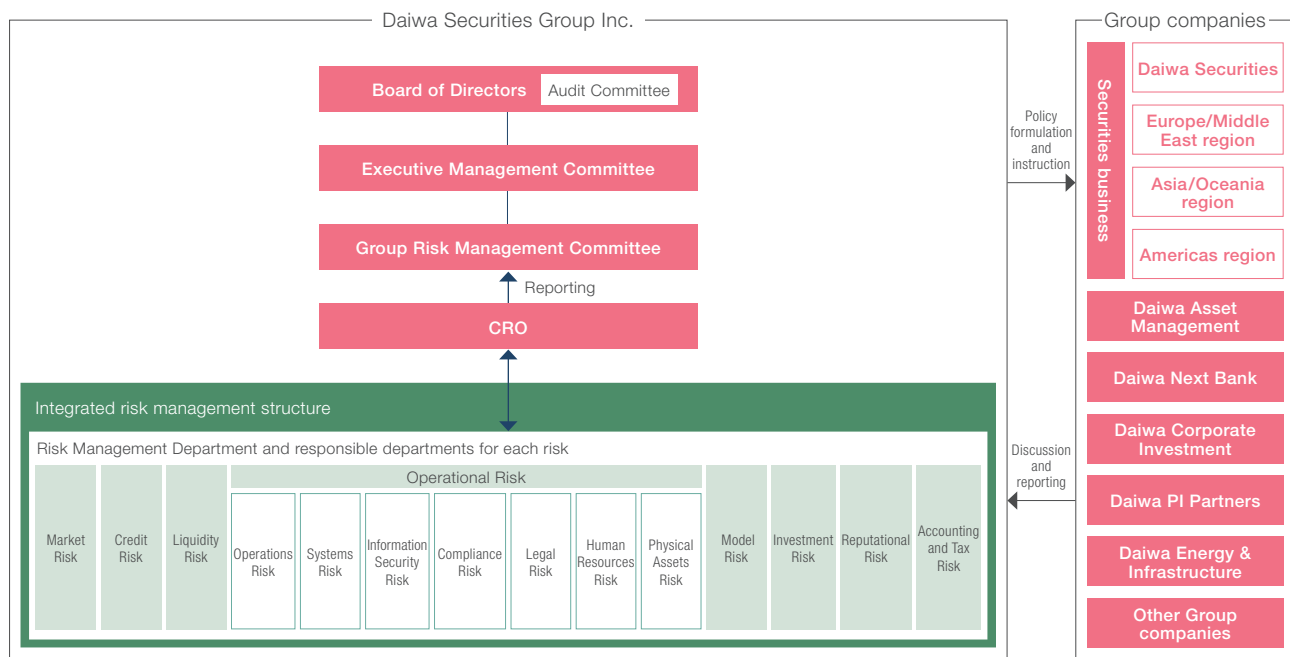 Daiwa Securities Group Inc.
Board of Directors
Audit Committee
Executive Management Committee
Group Risk Management Committee
Reporting
CRO
Integrated risk management structure
Risk Management Department and responsible departments for each risk
Market
Risk
Credit
Risk
Liquidity
Risk
Operational Risk
Operations
Risk
Systems
Risk
Information
Security
Risk
Compliance
Risk
Legal
Risk
Human
Resources
Risk
Physical
Assets
Risk
Model
Risk
Investment
Risk
Reputational
Risk
Accounting
and Tax
Risk
Policy
formulation
and
instruction
Discussion
and
reporting
Group companies
Securities business
Daiwa Securities
Europe/Middle
East region
Asia/Oceania
region
Americas region
Daiwa Asset
Management
Daiwa Next Bank
Daiwa Corporate
Investment
Daiwa PI Partners
Daiwa Energy &
Infrastructure
Other Group
companies